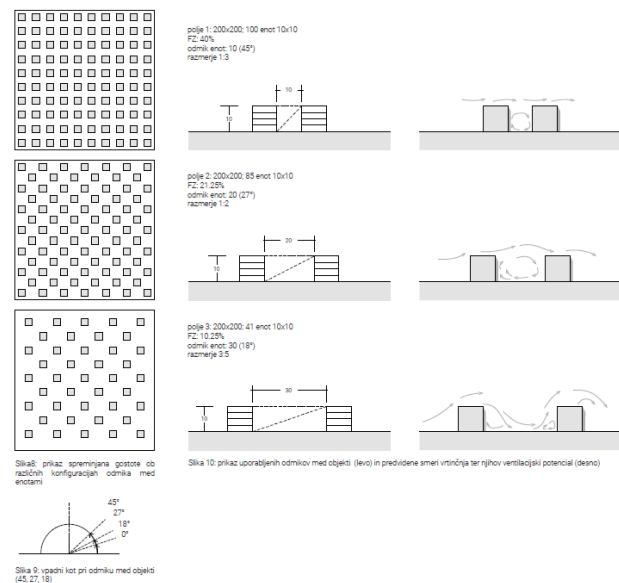 polje 1: 200x200; 100 enot 10x10
FZ: 40%
odmik enot: 10 (45°)
razmerje 1:3
10
10
polje 2: 200x200; 85 enot 10x10
FZ: 21.25%
odmik enot: 20 (27°)
razmerje 1:2
20
10
polje 3: 200x200; 41 enot 10x10
FZ: 10.25%
odmik enot: 30 (18°)
razmerje 3:5
30
10
Slika8: prikaz spreminjana gostote ob
različnih konfiguracijah odmika med
enotami
Slika 10: prikaz uporabljenih odmikov med objekti (levo) in predvidene smeri vrtinčnja ter njihov ventilacijski potencial (desno)
45°
27°
18°
0°
Slika 9: vpadni kot pri odmiku med objekti
(45, 27, 18)